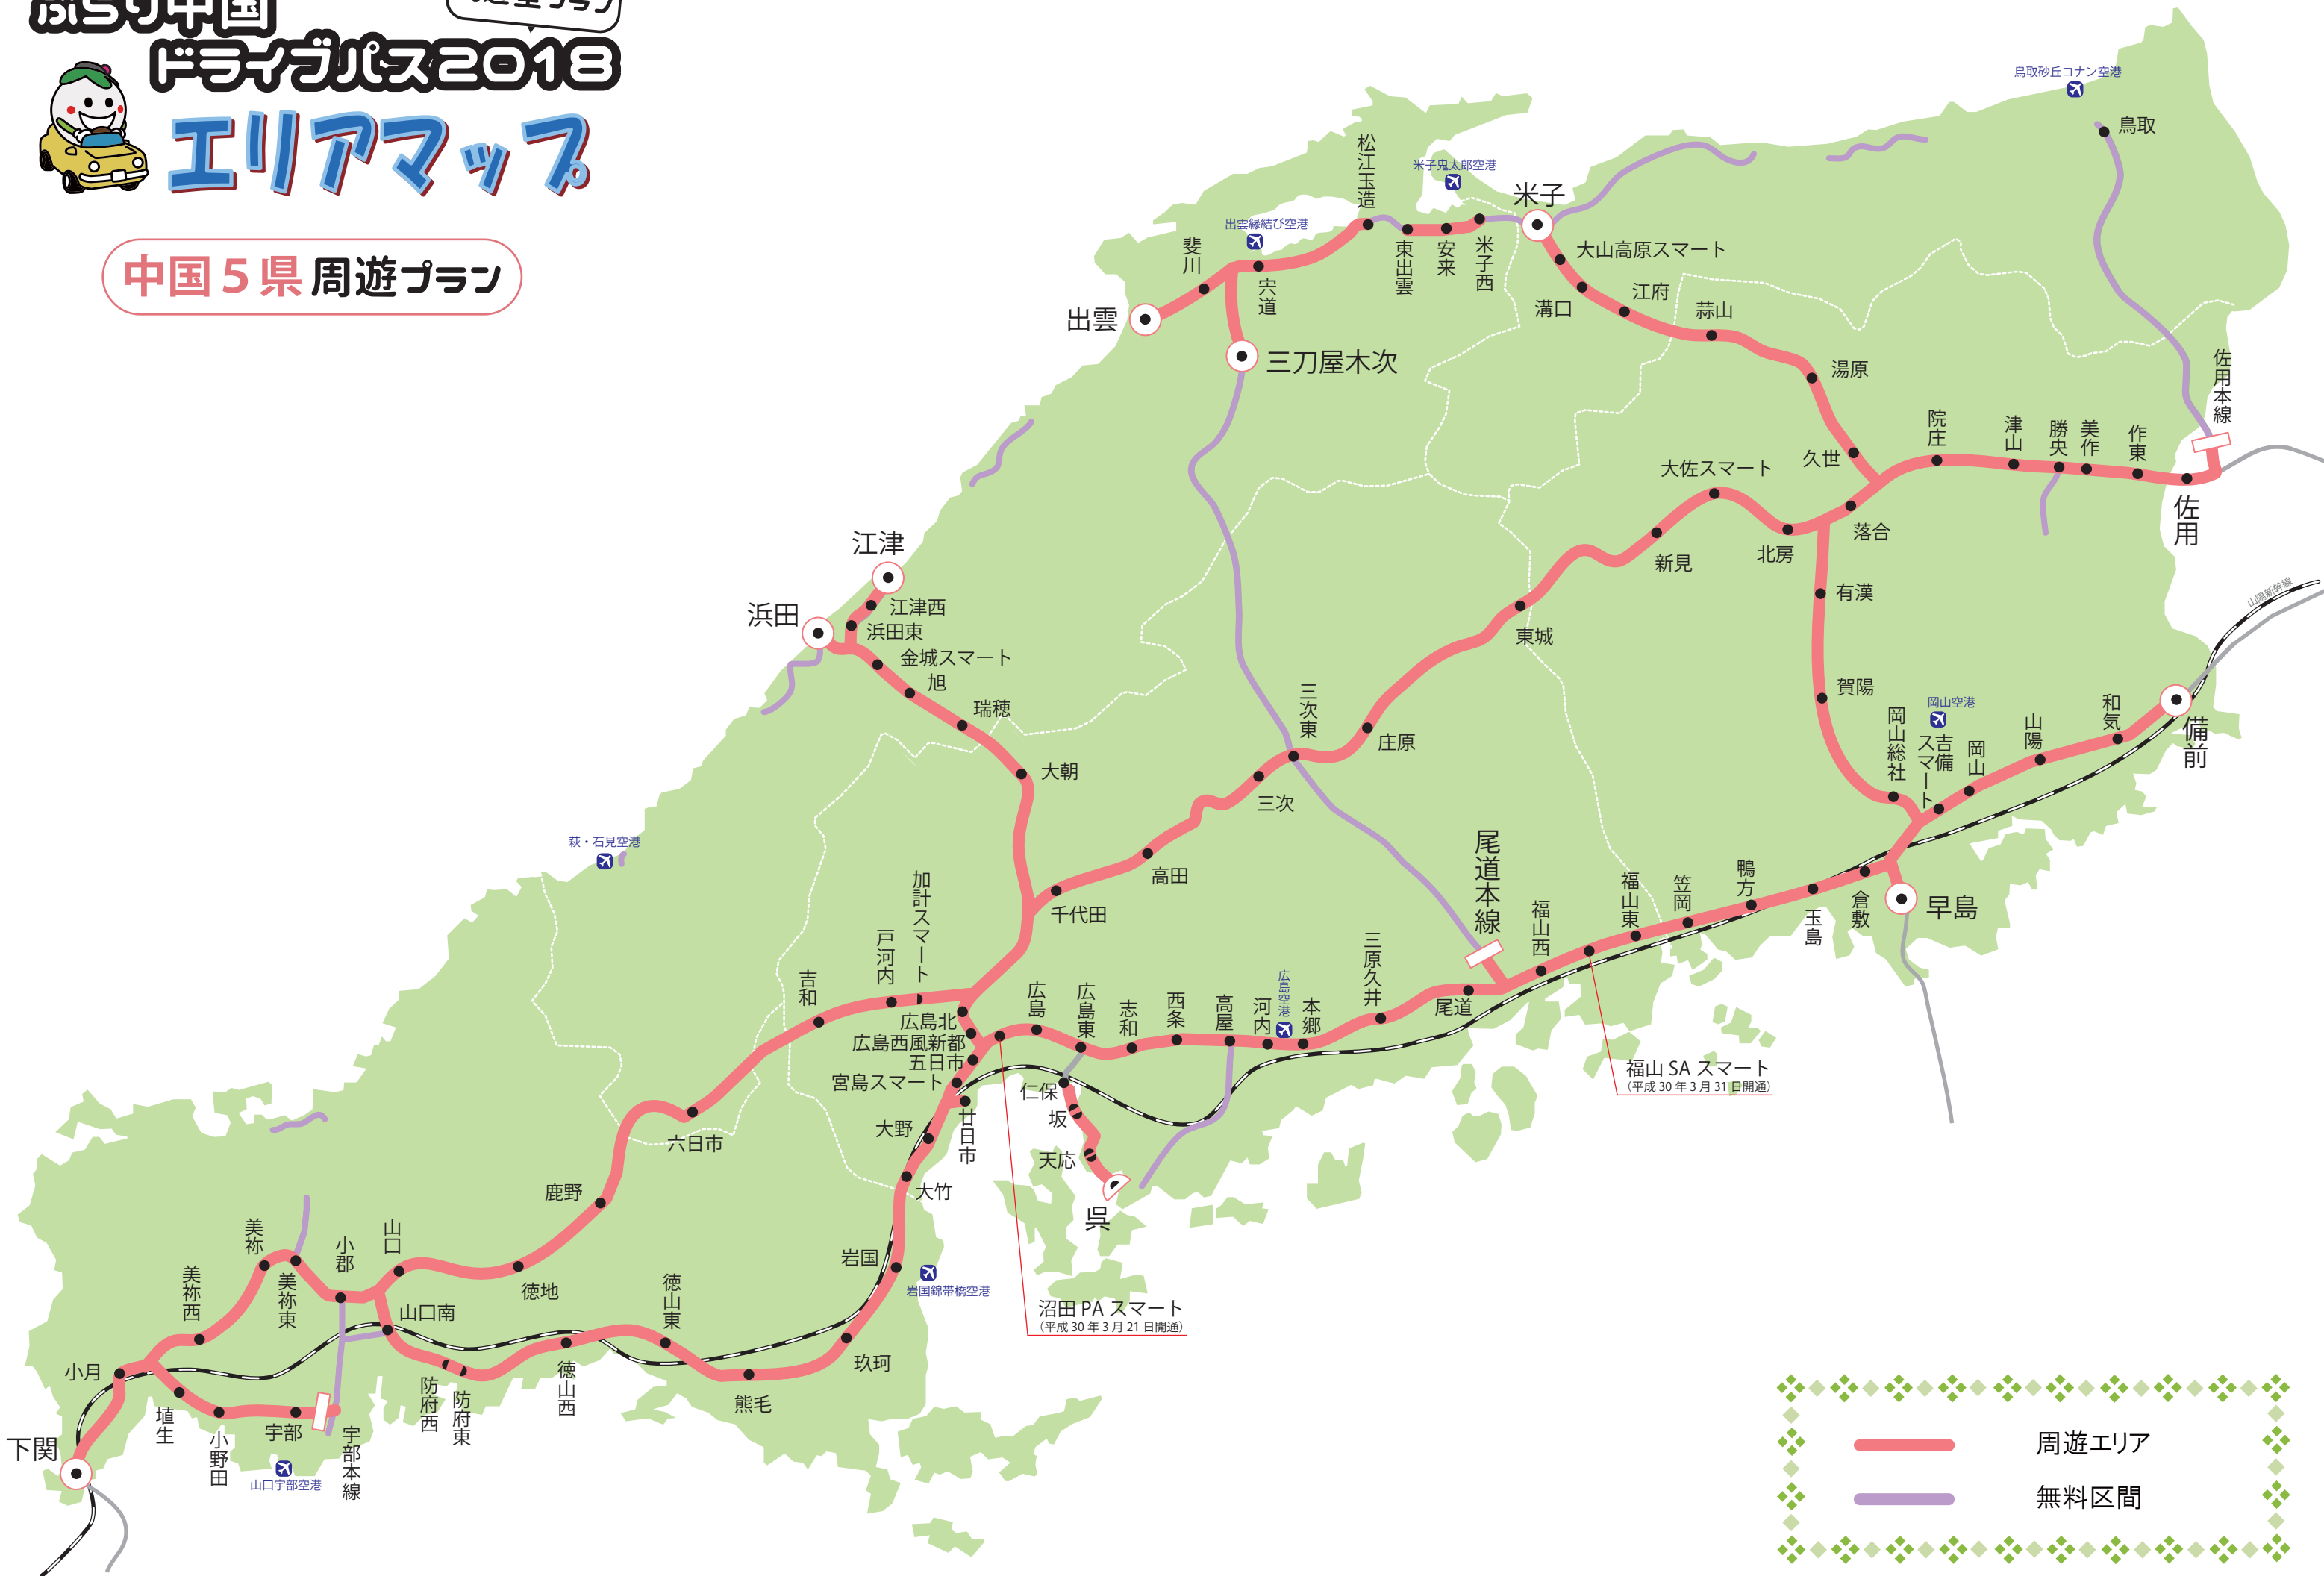 ぶらり中国
周遊型プラン
ドライブパス2018
エリアマップ
中国5県周遊プラン
鳥取砂丘コナン空港
鳥取
松江玉造
米子鬼太郎空港
米子
出雲縁結び空港
斐川
宍道
東出雲
安来
米子西
大山高原スマート
溝口
江府
蒜山
出雲
三刀屋木次
湯原
佐用本線
久世
院庄
津山
勝央
美作
作東
佐用
大佐スマート
落合
北房
新見
江津
江津西
浜田
浜田東
金城スマート
旭
瑞穂
大朝
有漢
賀陽
東城
庄原
三次東
三次
高田
千代田
山陽新幹線
備前
和気
山陽
岡山
岡山空港
吉備スマート
岡山総社
早島
倉敷
玉島
鴨方
笠岡
福山東
福山西
尾道本線
尾道
三原久井
本郷
広島空港
河内
高屋
西条
志和
広島東
広島
萩・石見空港
加計スマート
戸河内
吉和
広島北
広島西風新都
五日市
宮島スマート
廿日市
大野
大竹
仁保
坂
天応
呉
福山 SA スマート
（平成 30 年 3 月 31 日開通）
沼田 PA スマート
（平成 30 年 3 月 21 日開通）
六日市
鹿野
徳地
山口
小郡
美祢東
美祢
美祢西
山口南
岩国
岩国錦帯橋空港
玖珂
熊毛
徳山東
徳山西
防府東
防府西
小月
埴生
小野田
宇部
宇部本線
山口宇部空港
下関
周遊エリア
無料区間